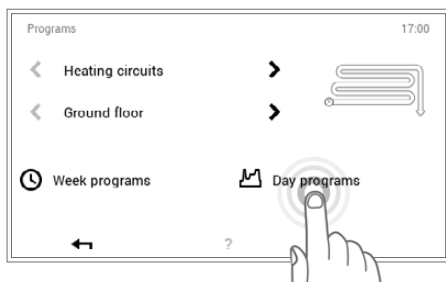 Programs 17:00
Heating circuits
Ground floor
Week programs Day programs
?